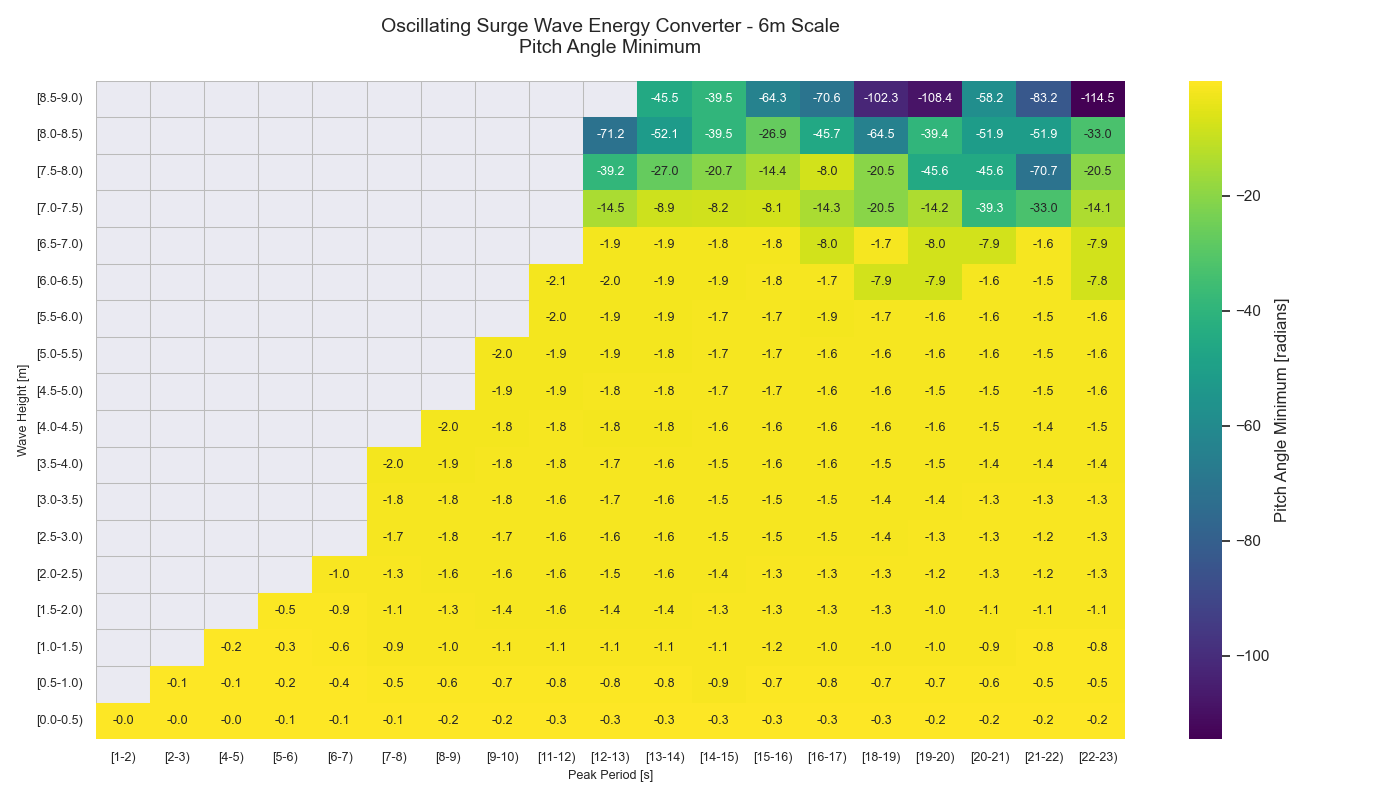 Oscillating Surge Wave Energy Converter - 6m Scale
Pitch Angle Minimum
[8.5-9.0) -45.5 -39.5 -64.3 -70.6 -102.3 -108.4 -58.2 -83.2 -114.5
[8.0-8.5) -71.2 -52.1 -39.5 -26.9 -45.7 -64.5 -39.4 -51.9 -51.9 -33.0
[7.5-8.0) -39.2 -27.0 -20.7 -14.4 -8.0 -20.5 -45.6 -45.6 -70.7 -20.5
[7.0-7.5) -14.5 -8.9 -8.2 -8.1 -14.3 -20.5 -14.2 -39.3 -33.0 -14.1
[6.5-7.0) -1.9 -1.9 -1.8 -1.8 -8.0 -1.7 -8.0 -7.9 -1.6 -7.9
[6.0-6.5) -2.1 -2.0 -1.9 -1.9 -1.8 -1.7 -7.9 -7.9 -1.6 -1.5 -7.8
[5.5-6.0) -2.0 -1.9 -1.9 -1.7 -1.7 -1.9 -1.7 -1.6 -1.6 -1.5 -1.6
[5.0-5.5) -2.0 -1.9 -1.9 -1.8 -1.7 -1.7 -1.6 -1.6 -1.6 -1.6 -1.5 -1.6
[4.5-5.0) -1.9 -1.9 -1.8 -1.8 -1.7 -1.7 -1.6 -1.6 -1.5 -1.5 -1.5 -1.6
[4.0-4.5) -2.0 -1.8 -1.8 -1.8 -1.8 -1.6 -1.6 -1.6 -1.6 -1.6 -1.5 -1.4 -1.5
[3.5-4.0) -2.0 -1.9 -1.8 -1.8 -1.7 -1.6 -1.5 -1.6 -1.6 -1.5 -1.5 -1.4 -1.4 -1.4
[3.0-3.5) -1.8 -1.8 -1.8 -1.6 -1.7 -1.6 -1.5 -1.5 -1.5 -1.4 -1.4 -1.3 -1.3 -1.3
[2.5-3.0) -1.7 -1.8 -1.7 -1.6 -1.6 -1.6 -1.5 -1.5 -1.5 -1.4 -1.3 -1.3 -1.2 -1.3
[2.0-2.5) -1.0 -1.3 -1.6 -1.6 -1.6 -1.5 -1.6 -1.4 -1.3 -1.3 -1.3 -1.2 -1.3 -1.2 -1.3
[1.5-2.0) -0.5 -0.9 -1.1 -1.3 -1.4 -1.6 -1.4 -1.4 -1.3 -1.3 -1.3 -1.3 -1.0 -1.1 -1.1 -1.1
[1.0-1.5) -0.2 -0.3 -0.6 -0.9 -1.0 -1.1 -1.1 -1.1 -1.1 -1.1 -1.2 -1.0 -1.0 -1.0 -0.9 -0.8 -0.8
[0.5-1.0) -0.1 -0.1 -0.2 -0.4 -0.5 -0.6 -0.7 -0.8 -0.8 -0.8 -0.9 -0.7 -0.8 -0.7 -0.7 -0.6 -0.5 -0.5
[0.0-0.5) -0.0 -0.0 -0.0 -0.1 -0.1 -0.1 -0.2 -0.2 -0.3 -0.3 -0.3 -0.3 -0.3 -0.3 -0.3 -0.2 -0.2 -0.2 -0.2
[1-2) [2-3) [4-5) [5-6) [6-7) [7-8) [8-9) [9-10) [11-12) [12-13) [13-14) [14-15) [15-16) [16-17) [18-19) [19-20) [20-21) [21-22) [22-23)
Peak Period [s]
Wave Height [m]
−20
−40
−60
−80
−100
Pitch Angle Minimum [radians]